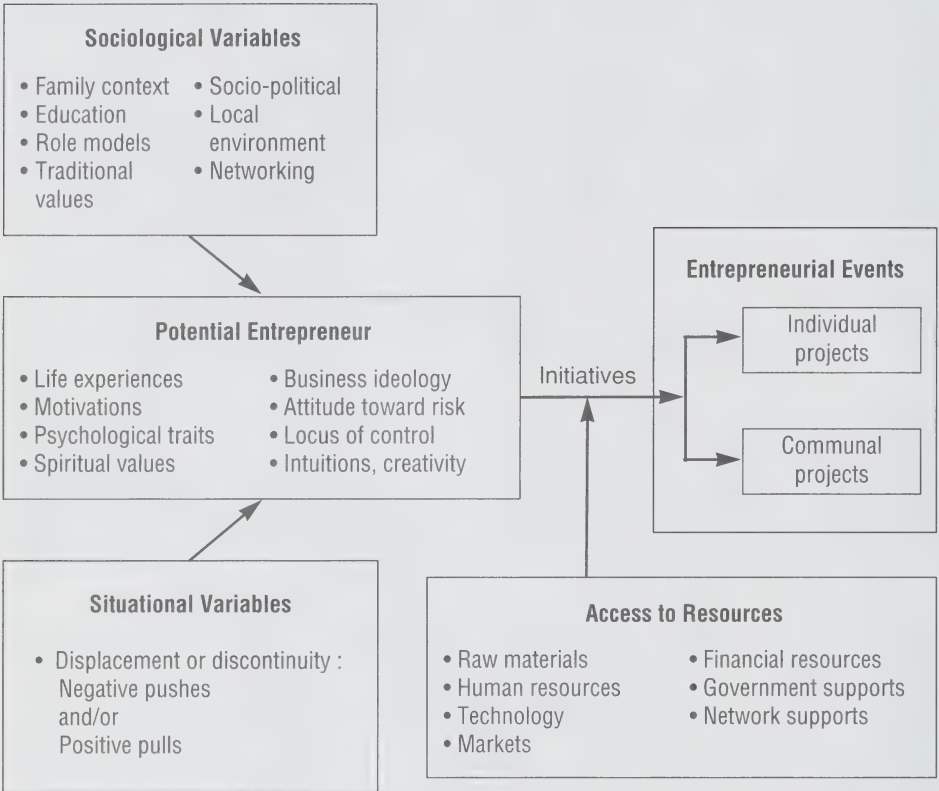 Sociological Variables
• Family context
• Education
• Role models
• Traditional
values
• Socio-political
• Local
environment
• Networking
Potential Entrepreneur
• Life experiences
• Motivations
• Psychological traits
• Spiritual values
• Business ideology
• Attitude toward risk
• Locus of control
• Intuitions, creativity
Initiatives
Entrepreneurial Events
Individual
projects
Communal
projects
Situational Variables
• Displacement or discontinuity :
Negative pushes
and/or
Positive pulls
Access to Resources
• Raw materials
• Human resources
• Technology
• Markets
• Financial resources
• Government supports
• Network supports